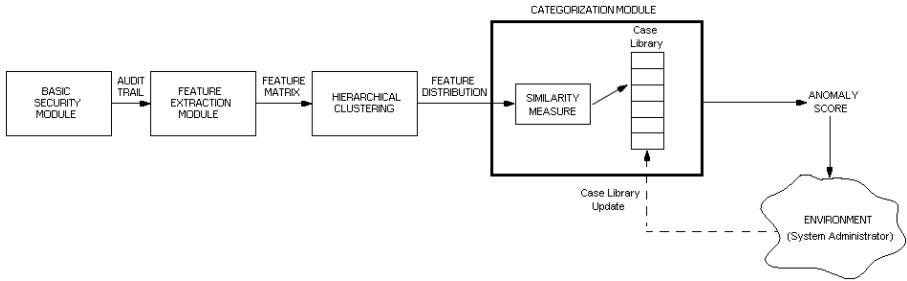 CATEGORIZATION MODULE
Case
Library
BASIC
SECURITY
MODULE
AUDIT
TRAIL
FEATURE
EXTRACTION
MODULE
FEATURE
MATRIX
HIERARCHICAL
CLUSTERING
FEATURE
DISTRIBUTION
SIMILARITY
MEASURE
ANOMALY
SCORE
Case Library
Update
ENVIRONMENT
(System Administrator)